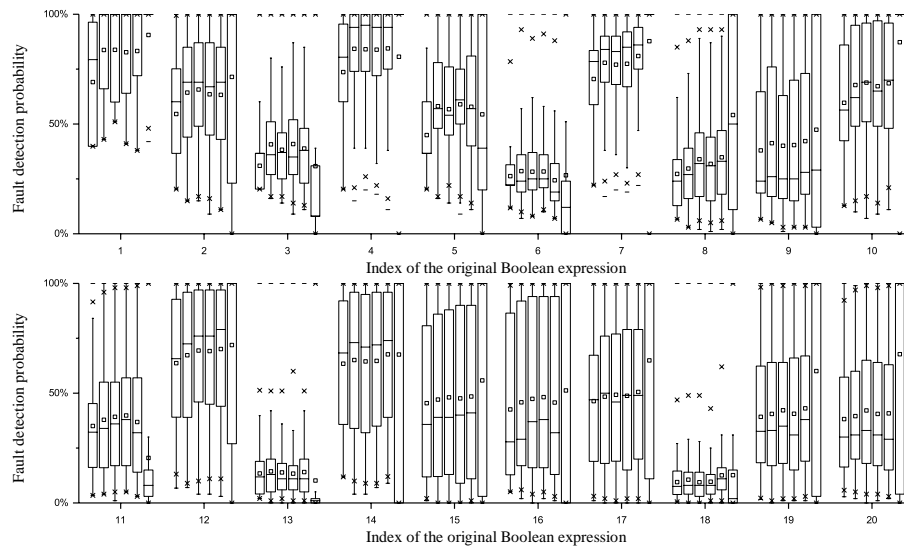 100%
Fault detection probability
50%
0%
1 2 3 4 5 6 7 8 9 10
Index of the original Boolean expression
100%
Fault detection probability
50%
0%
11 12 13 14 15 16 17 18 19 20
Index of the original Boolean expression